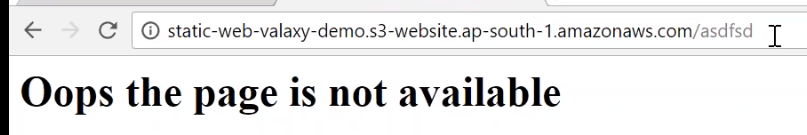 static-web-valaxy-demo.s3-website.ap-south-1.amazonaws.com/asdfsd
Oops the page is not available